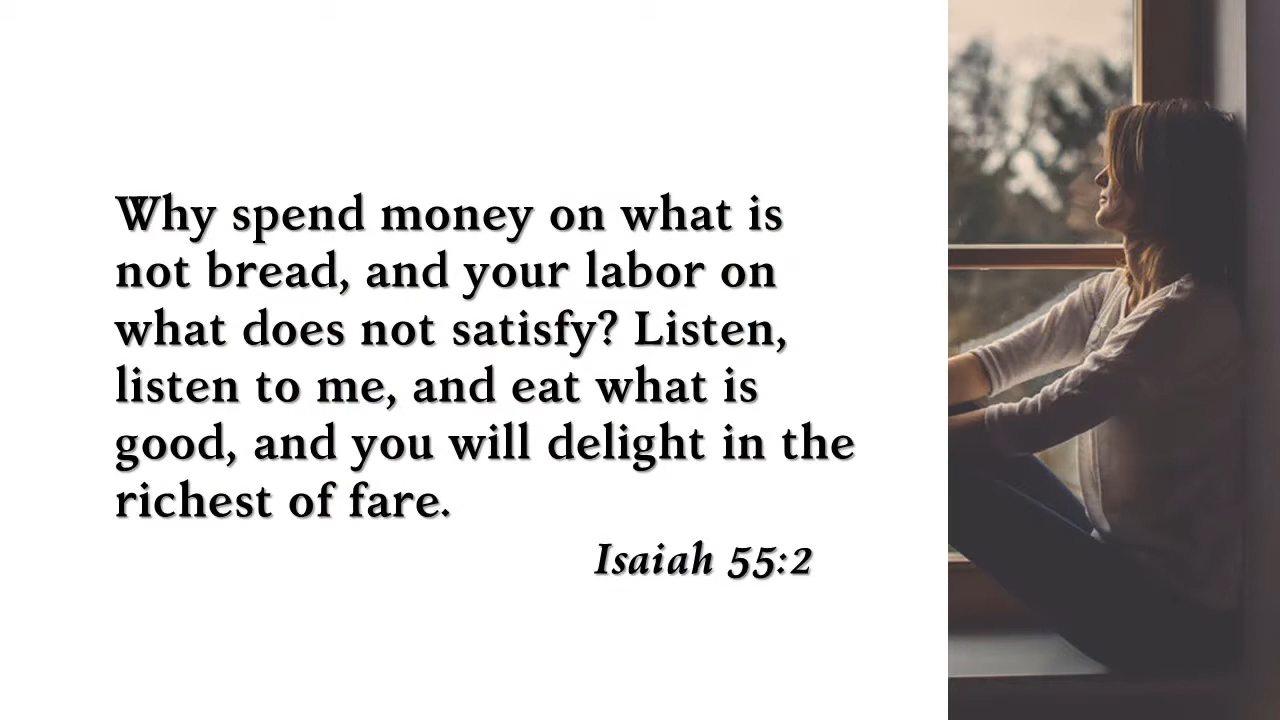 Why spend money on what is
not bread, and your labor on
what does not satisfy? Listen,
listen to me, and eat what is
good, and you will delight in the
richest of fare.
Isaiah 55:2